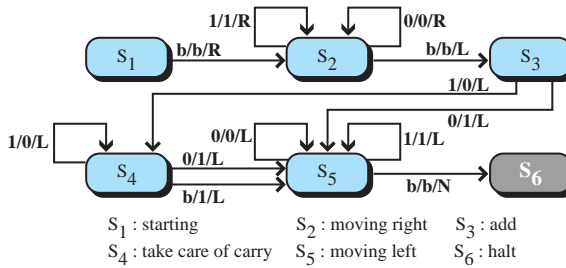 1/1/R 0/0/R
S1 b/b/R S2 b/b/L S3
1/0/L
1/0/L 0/0/L 1/1/L 0/1/L
S4 0/1/L S5 S6
b/1/L b/b/N
S1 : starting S2 : moving right S3 : add
S4 : take care of carry S5 : moving left S6 : halt